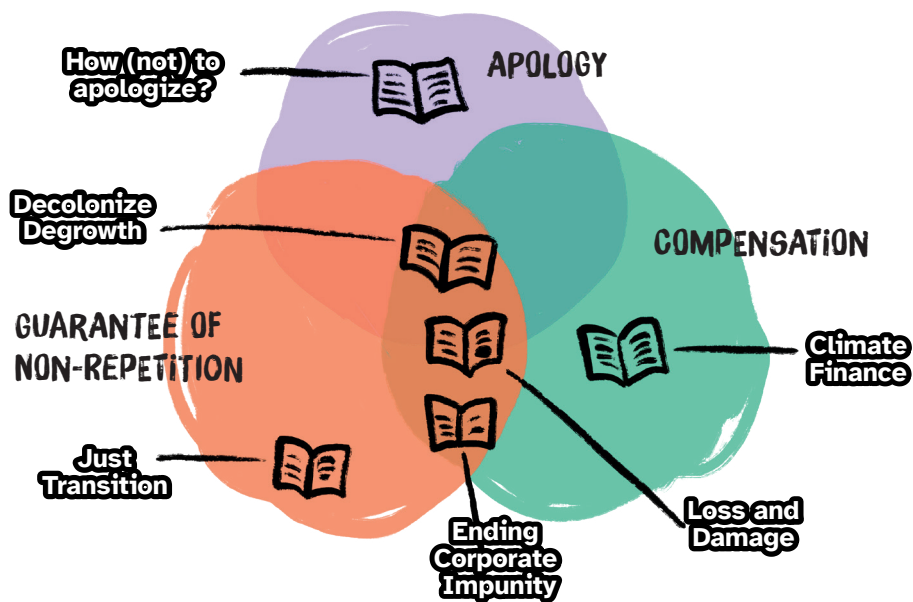 How (not) to
apologize?
APOLOGY
Decolonize
Degrowth
COMPENSATION
GUARANTEE OF
NON-REPETITION
Climate
Finance
Just
Transition
Loss and
Damage
Ending
Corporate
Impunity